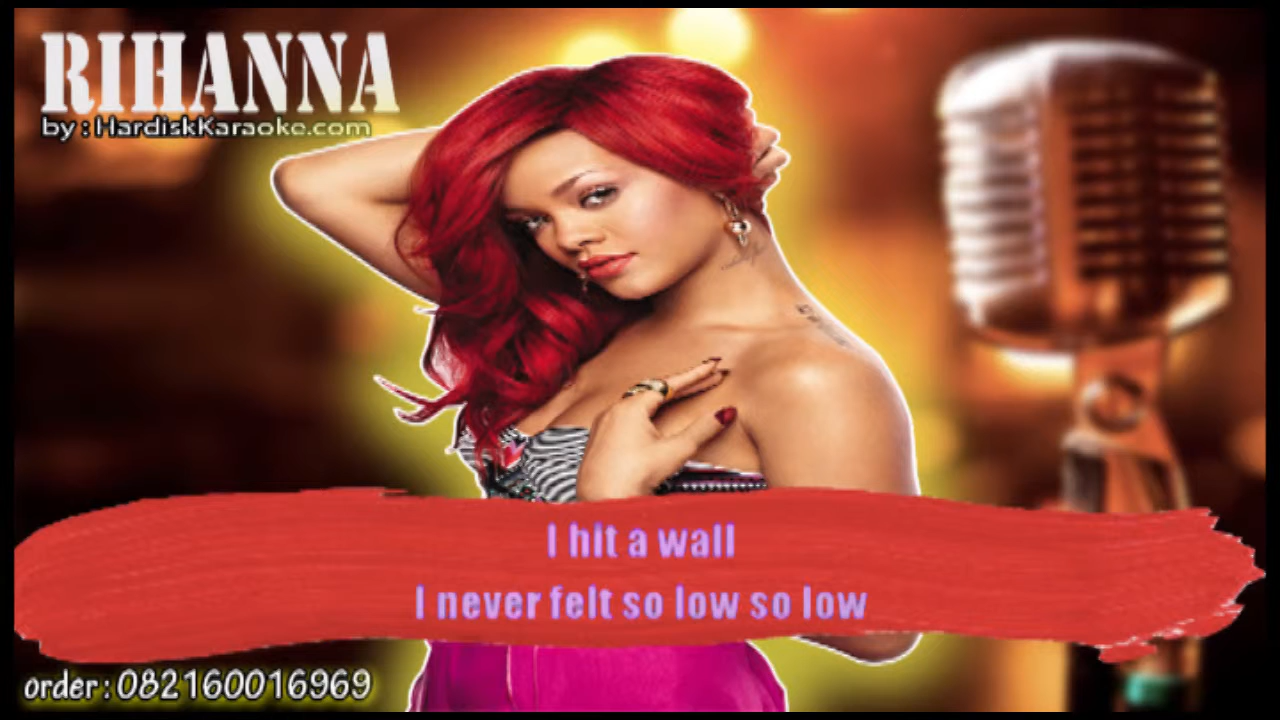 RIHANNA
by : HardiskKaraoke.com
I hit a wall
I never felt so low so low
order : 082160016969